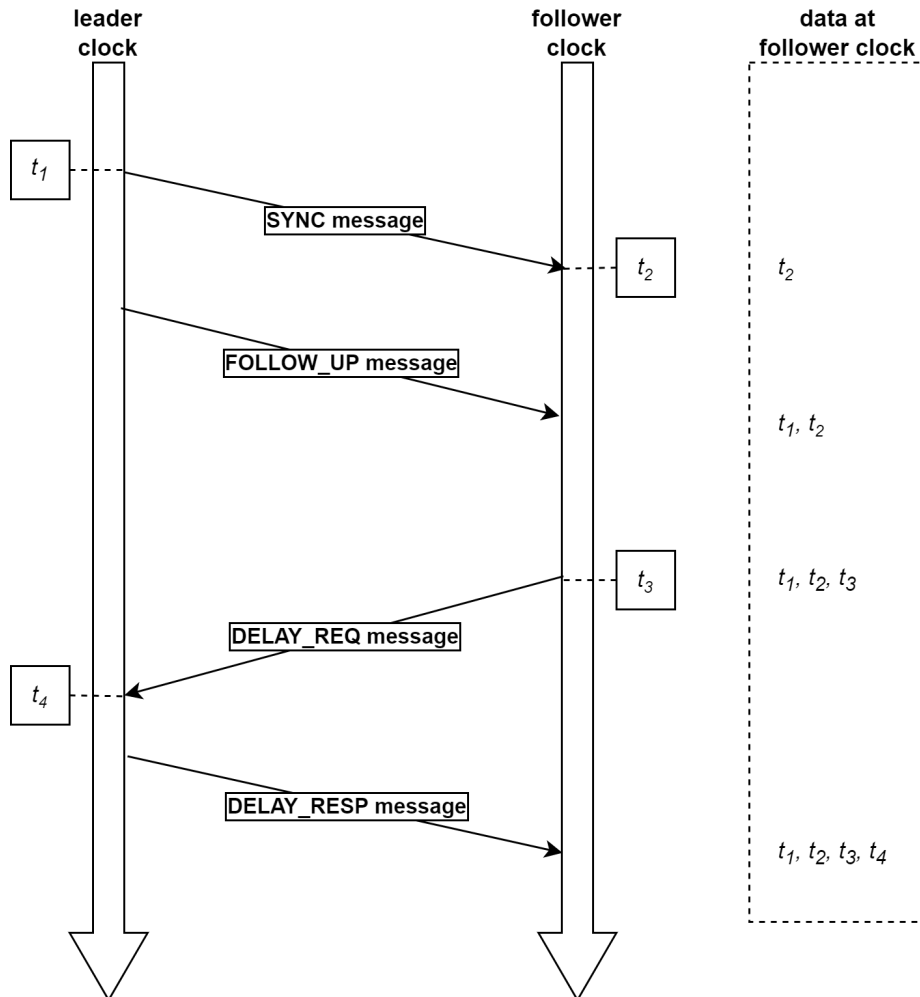 leader
clock
follower
clock
data at
follower clock
t1
SYNC message
t2
t2
FOLLOW_UP message
t1, t2
t3
t1, t2, t3
DELAY_REQ message
t4
DELAY_RESP message
t1, t2, t3, t4